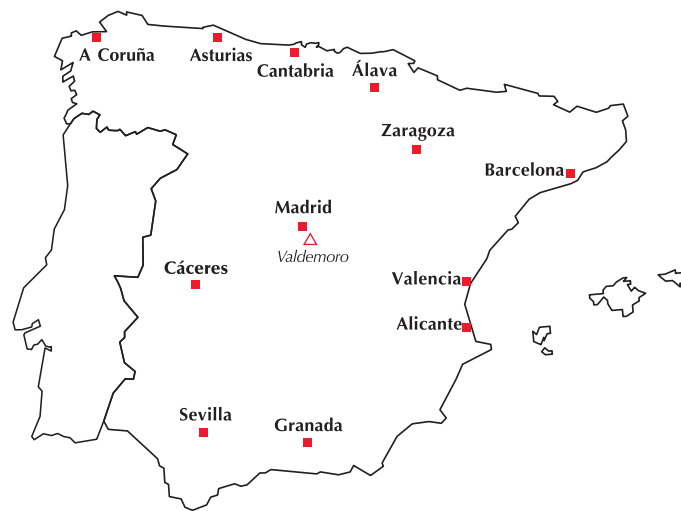 A Coruña
Asturias
Cantabria
Álava
Zaragoza
Barcelona
Madrid
Valdemoro
Cáceres
Valencia
Alicante
Sevilla
Granada